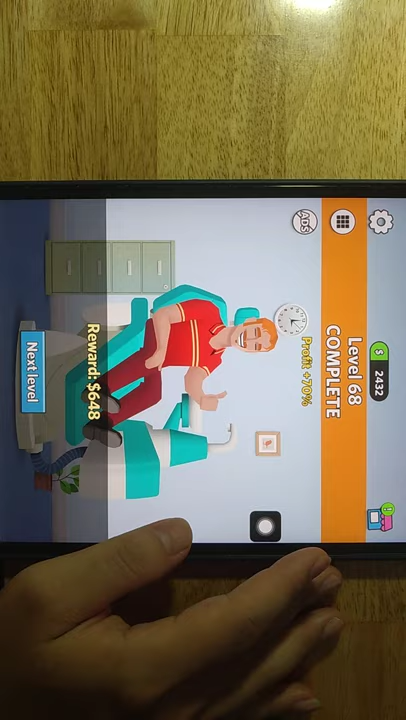 $ 2432
ADS
Level 68
COMPLETE
Profit +70%
Reward: $648
Next level